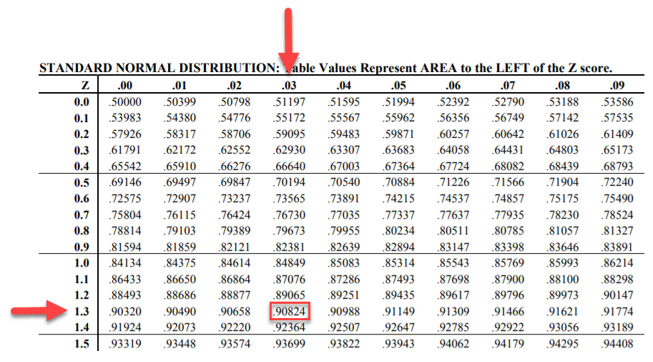 STANDARD NORMAL DISTRIBUTION: Table Values Represent AREA to the LEFT of the Z score.
Z .00 .01 .02 .03 .04 .05 .06 .07 .08 .09
0.0 .50000 .50399 .50798 .51197 .51595 .51994 .52392 .52790 .53188 .53586
0.1 .53983 .54380 .54776 .55172 .55567 .55962 .56356 .56749 .57142 .57535
0.2 .57926 .58317 .58706 .59095 .59483 .59871 .60257 .60642 .61026 .61409
0.3 .61791 .62172 .62552 .62930 .63307 .63683 .64058 .64431 .64803 .65173
0.4 .65542 .65910 .66276 .66640 .67003 .67364 .67724 .68082 .68439 .68793
0.5 .69146 .69497 .69847 .70194 .70540 .70884 .71226 .71566 .71904 .72240
0.6 .72575 .72907 .73237 .73565 .73891 .74215 .74537 .74857 .75175 .75490
0.7 .75804 .76115 .76424 .76730 .77035 .77337 .77637 .77935 .78230 .78524
0.8 .78814 .79103 .79389 .79673 .79955 .80234 .80511 .80785 .81057 .81327
0.9 .81594 .81859 .82121 .82381 .82639 .82894 .83147 .83398 .83646 .83891
1.0 .84134 .84375 .84614 .84849 .85083 .85314 .85543 .85769 .85993 .86214
1.1 .86433 .86650 .86864 .87076 .87286 .87493 .87698 .87900 .88100 .88298
1.2 .88493 .88686 .88877 .89065 .89251 .89435 .89617 .89796 .89973 .90147
1.3 .90320 .90490 .90658 .90824 .90988 .91149 .91309 .91466 .91621 .91774
1.4 .91924 .92073 .92220 .92364 .92507 .92647 .92785 .92922 .93056 .93189
1.5 .93319 .93448 .93574 .93699 .93822 .93943 .94062 .94179 .94295 .94408